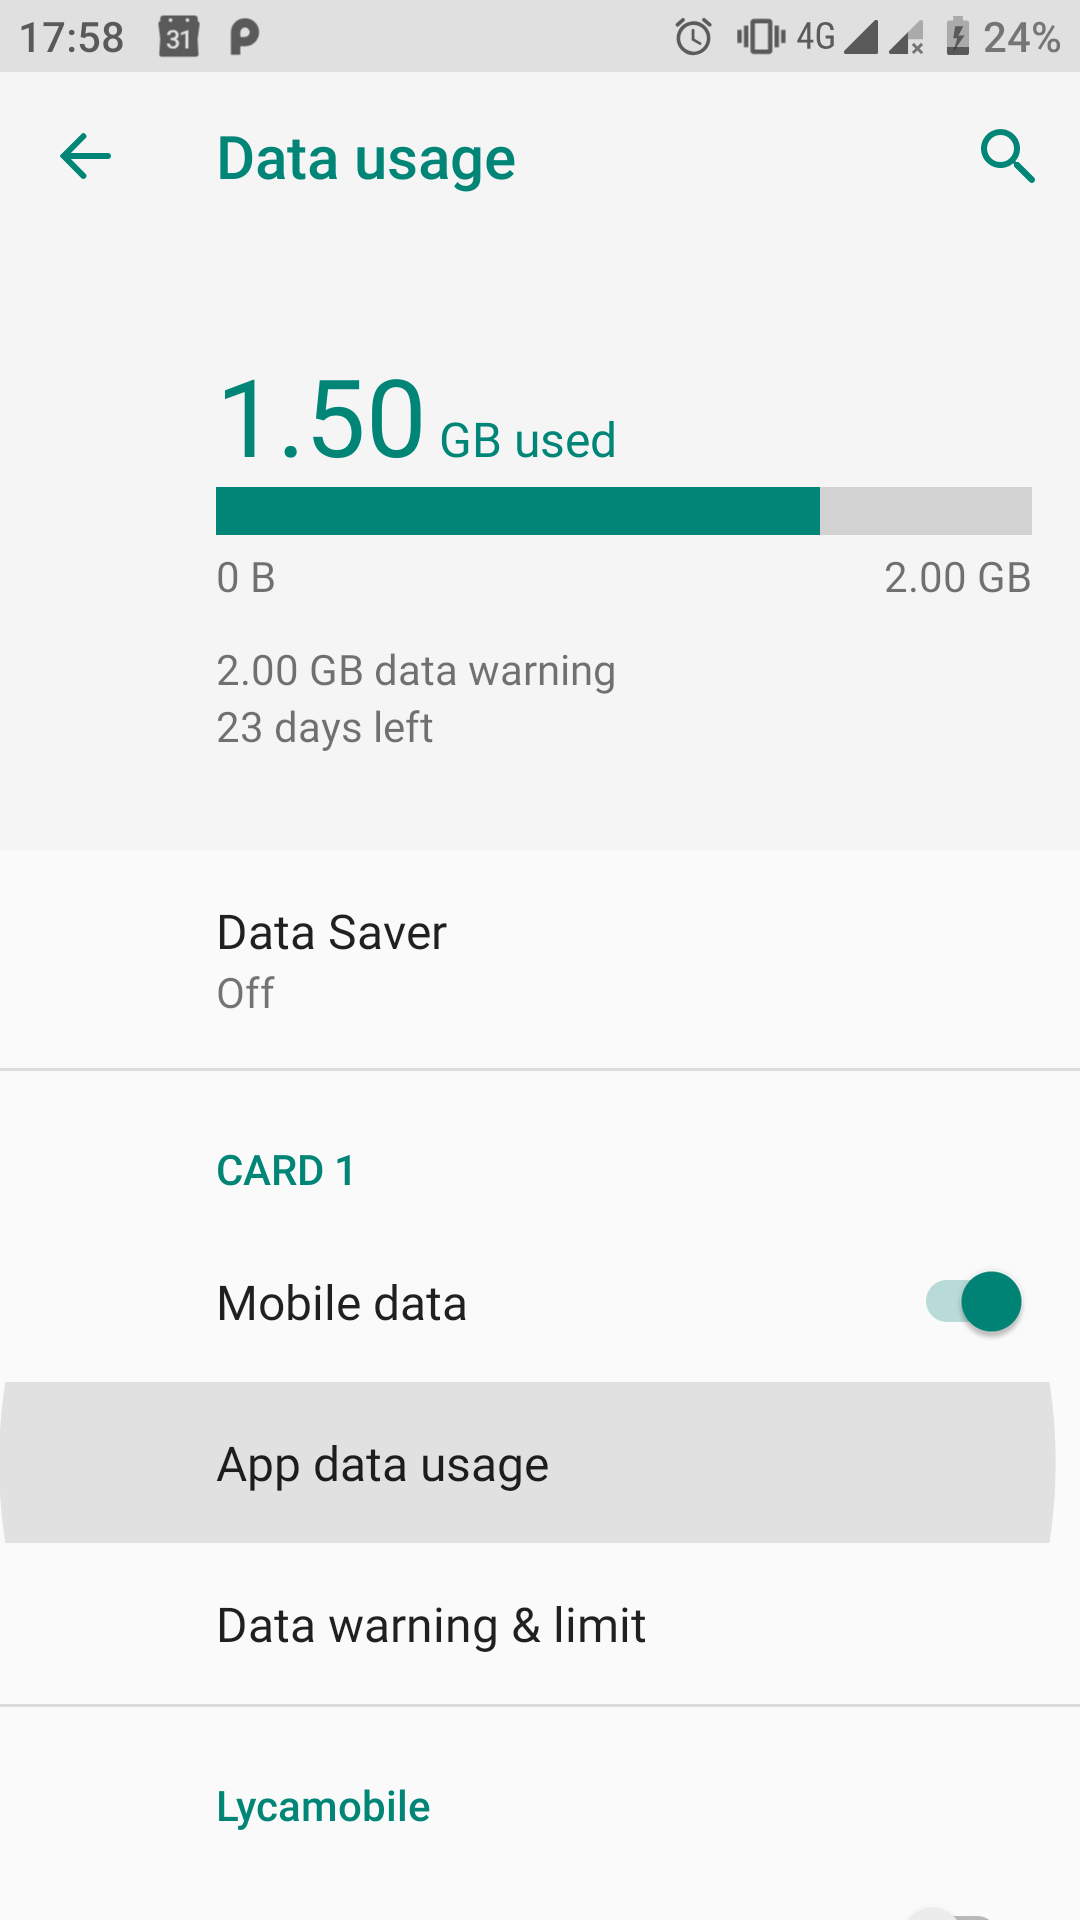 17:58 31 4G 24%
Data usage
1.50 GB used
0 B 2.00 GB
2.00 GB data warning
23 days left
Data Saver
Off
CARD 1
Mobile data
App data usage
Data warning & limit
Lycamobile